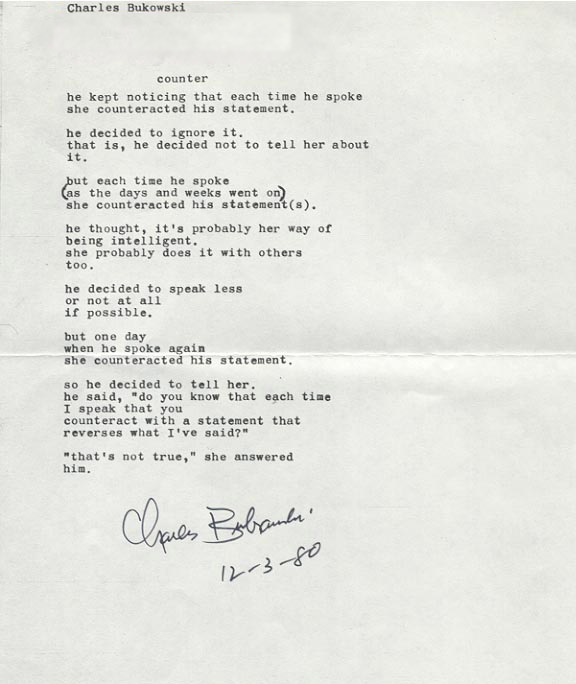 Charles Bukowski
counter
he kept noticing that each time he spoke
she counteracted his statement.
he decided to ignore it.
that is, he decided not to tell her about
it.
but each time he spoke
(as the days and weeks went on)
she counteracted his statement(s).
he thought, it's probably her way of
being intelligent.
she probably does it with others
too.
he decided to speak less
or not at all
if possible.
but one day
when he spoke again
she counteracted his statement.
so he decided to tell her.
he said, "do you know that each time
I speak that you
counteract with a statement that
reverses what I've said?"
"that's not true," she answered
him.
Charles Bukowski
12-3-80